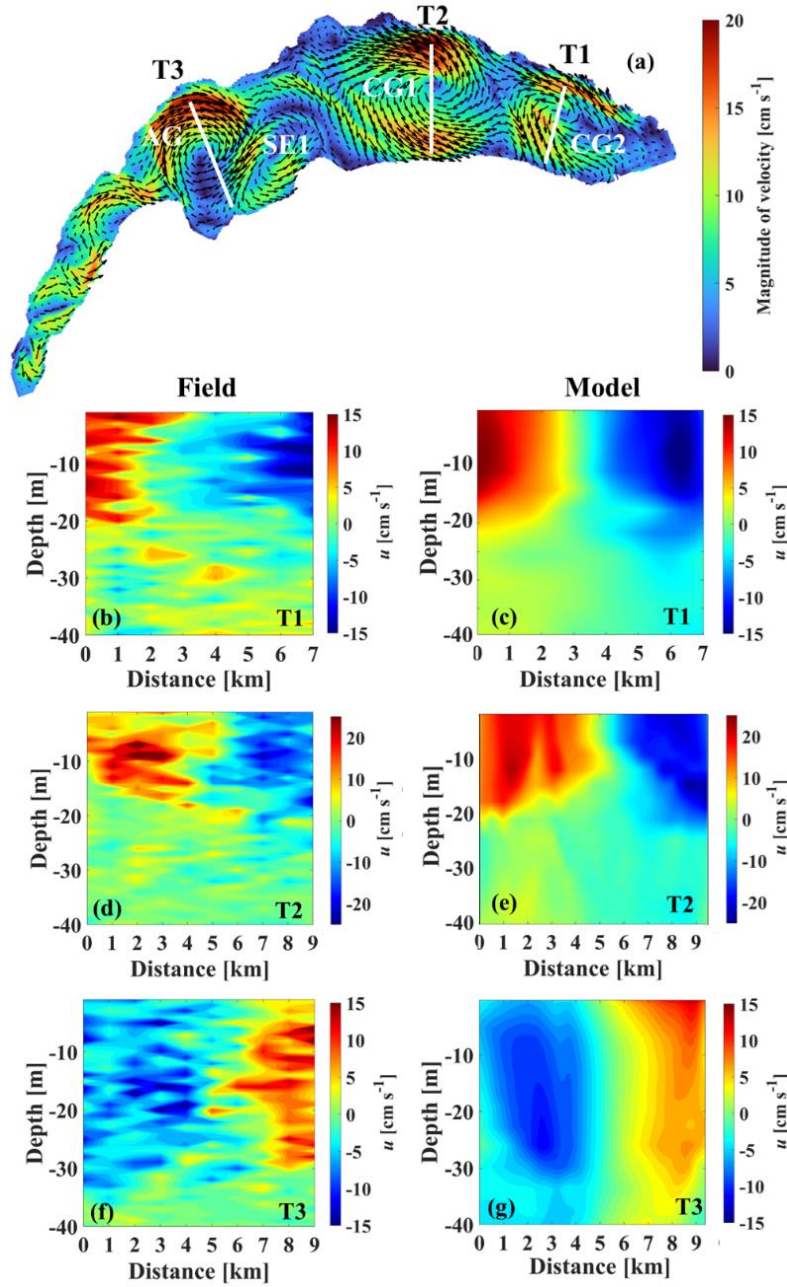 T2
T3
T1
(a)
AG
SE1
CG1
CG2
20
15
10
5
0
Magnitude of velocity [cm s⁻¹]
Field
Model
Depth [m]
-10
-20
-30
-40
(b)
T1
0 1 2 3 4 5 6 7
Distance [km]
15
10
5
0
-5
-10
-15
u [cm s⁻¹]
Depth [m]
-10
-20
-30
-40
(c)
T1
0 1 2 3 4 5 6 7
Distance [km]
15
10
5
0
-5
-10
-15
u [cm s⁻¹]
Depth [m]
-10
-20
-30
-40
(d)
T2
0 1 2 3 4 5 6 7 8 9
Distance [km]
20
10
0
-10
-20
u [cm s⁻¹]
Depth [m]
-10
-20
-30
-40
(e)
T2
0 1 2 3 4 5 6 7 8 9
Distance [km]
20
10
0
-10
-20
u [cm s⁻¹]
Depth [m]
-10
-20
-30
-40
(f)
T3
0 1 2 3 4 5 6 7 8 9
Distance [km]
15
10
5
0
-5
-10
-15
u [cm s⁻¹]
Depth [m]
-10
-20
-30
-40
(g)
T3
0 1 2 3 4 5 6 7 8 9
Distance [km]
15
10
5
0
-5
-10
-15
u [cm s⁻¹]